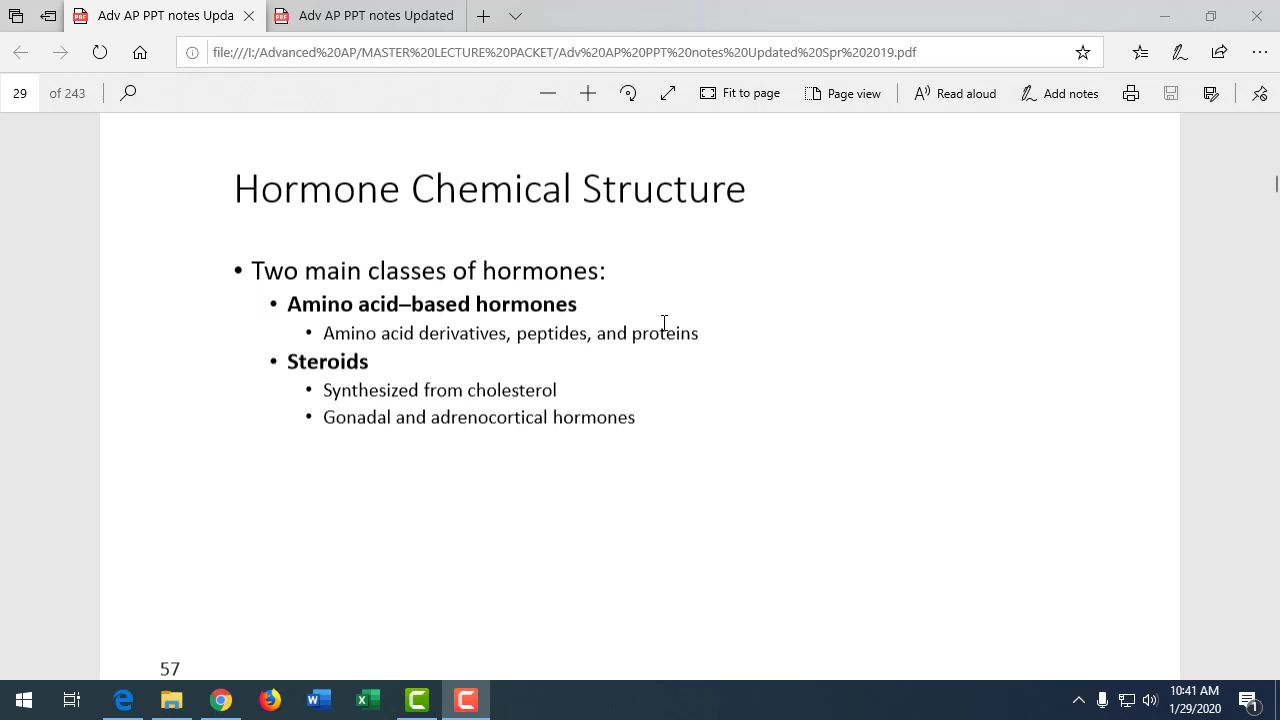 Adv AP PPT notes Updat
Adv AP PPT notes Updated
file:///I:/Advanced%20AP/MASTER%20LECTURE%20PACKET/Adv%20AP%20PPT%20notes%20Updated%20Spr%202019.pdf
29 of 243 Fit to page Page view Read aloud Add notes
Hormone Chemical Structure
• Two main classes of hormones:
• Amino acid–based hormones
• Amino acid derivatives, peptides, and proteins
• Steroids
• Synthesized from cholesterol
• Gonadal and adrenocortical hormones
57
10:41 AM
1/29/2020
1